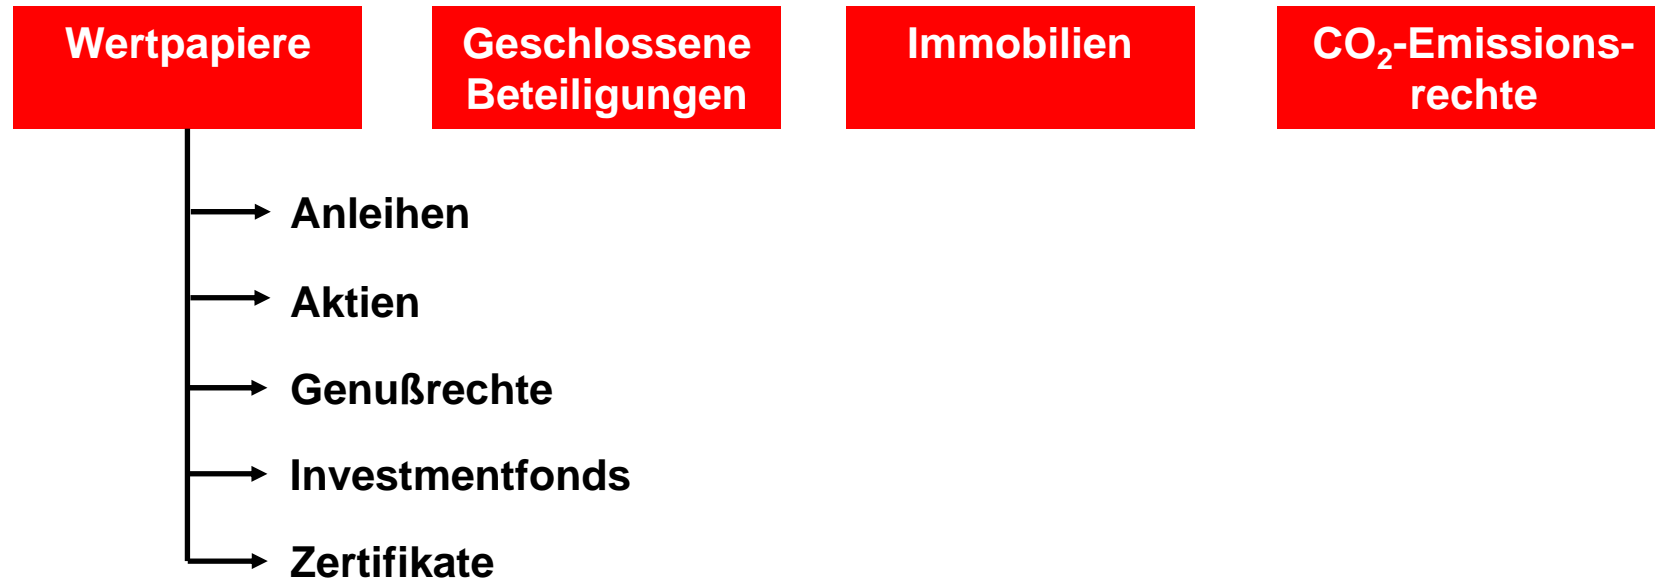 Wertpapiere
Geschlossene
Beteiligungen
Immobilien
CO₂-Emissions-
rechte
Anleihen
Aktien
Genußrechte
Investmentfonds
Zertifikate